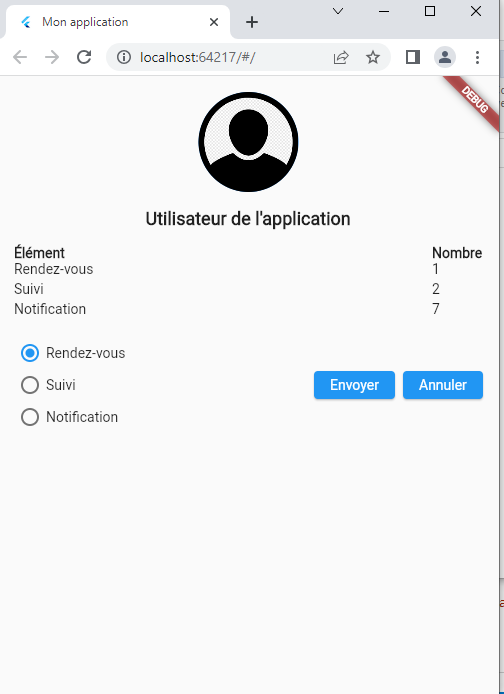 Mon application
localhost:64217/#/
DEBUG
Utilisateur de l'application
Élément Nombre
Rendez-vous 1
Suivi 2
Notification 7
Rendez-vous
Suivi Envoyer Annuler
Notification